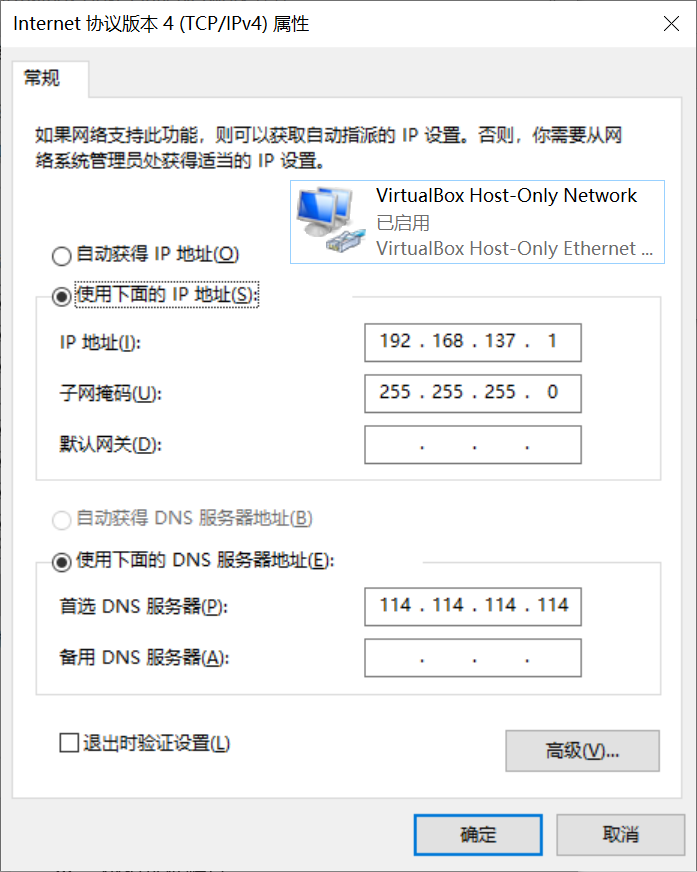 Internet 协议版本 4 (TCP/IPv4) 属性
常规
如果网络支持此功能，则可以获取自动指派的 IP 设置。否则，你需要从网
络系统管理员处获得适当的 IP 设置。
VirtualBox Host-Only Network
已启用
VirtualBox Host-Only Ethernet ...
自动获得 IP 地址(O)
使用下面的 IP 地址(S):
IP 地址(I): 192 . 168 . 137 . 1
子网掩码(U): 255 . 255 . 255 . 0
默认网关(D): . . .
自动获得 DNS 服务器地址(B)
使用下面的 DNS 服务器地址(E):
首选 DNS 服务器(P): 114 . 114 . 114 . 114
备用 DNS 服务器(A): . . .
退出时验证设置(L)
高级(V)...
确定 取消